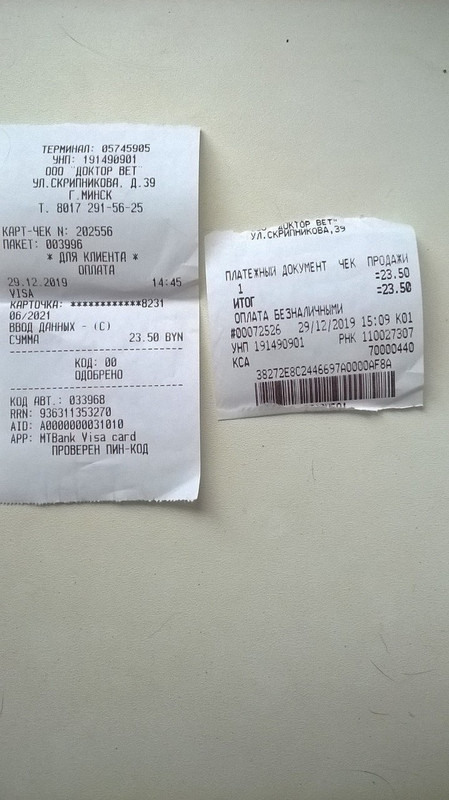 ТЕРМИНАЛ: 05745905
УНП: 191490901
ООО "ДОКТОР ВЕТ"
УЛ.СКРИПНИКОВА, Д.39
Г.МИНСК
Т. 8017 291-56-25
КАРТ-ЧЕК N: 202556
ПАКЕТ: 003996
* ДЛЯ КЛИЕНТА *
ОПЛАТА
29.12.2019 14:45
VISA
КАРТОЧКА: ************8231
06/2021
ВВОД ДАННЫХ - (C)
СУММА 23.50 BYN
КОД: 00
ОДОБРЕНО
КОД АВТ.: 033968
RRN: 936311353270
AID: A0000000031010
APP: MTBank Visa card
ПРОВЕРЕН ПИН-КОД
ДОКТОР ВЕТ"
УЛ.СКРИПНИКОВА,39
ПЛАТЕЖНЫЙ ДОКУМЕНТ ЧЕК ПРОДАЖИ
1 =23.50
ИТОГ =23.50
ОПЛАТА БЕЗНАЛИЧНЫМИ
#00072526 29/12/2019 15:09 К01
УНП 191490901 РНК 110027307
КСА 70000440
38272E8C2446697A0000AF8A